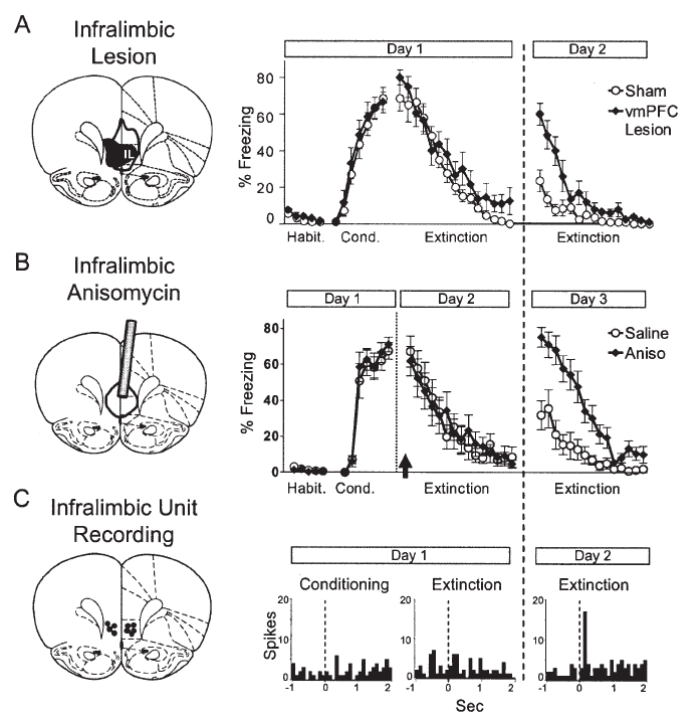 A
Infralimbic
Lesion
IL
Day 1
Day 2
Sham
vmPFC
Lesion
% Freezing
80
60
40
20
0
Habit.
Cond.
Extinction
Extinction
B
Infralimbic
Anisomycin
Day 1
Day 2
Day 3
Saline
Aniso
% Freezing
80
60
40
20
0
Habit.
Cond.
Extinction
Extinction
C
Infralimbic Unit
Recording
Day 1
Day 2
Conditioning
Extinction
Extinction
Spikes
20
10
0
20
10
0
20
10
0
-1 0 1 2
-1 0 1 2
-1 0 1 2
Sec